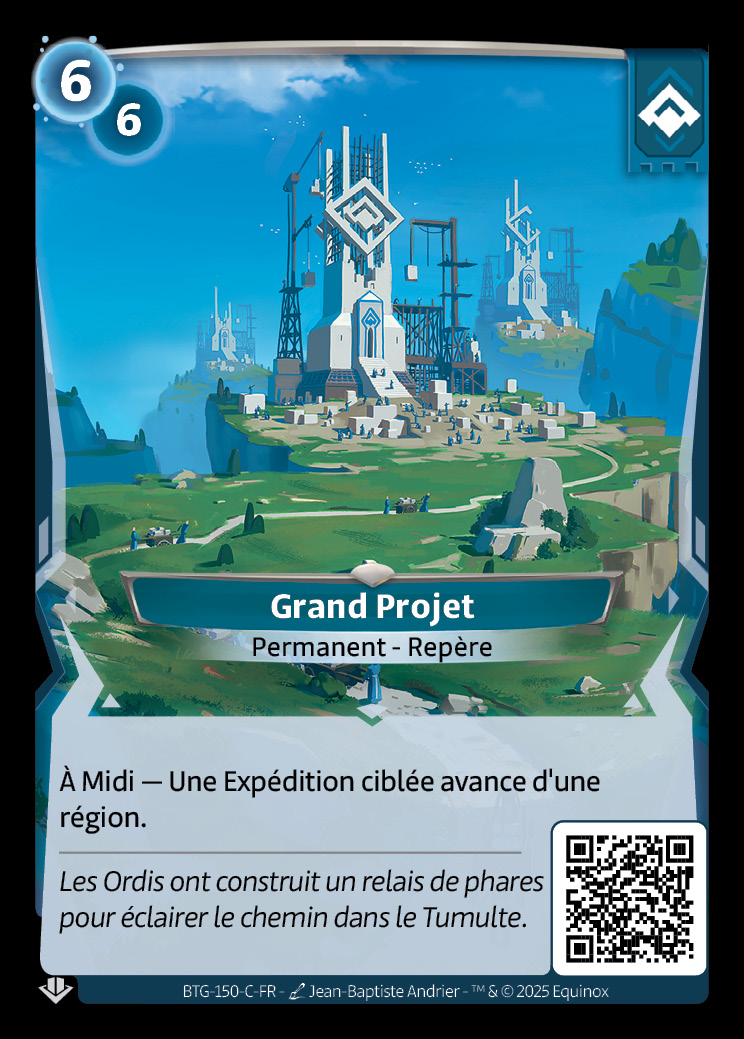 6
6
Grand Projet
Permanent - Repère
À Midi — Une Expédition ciblée avance d'une
région.
Les Ordis ont construit un relais de phares
pour éclairer le chemin dans le Tumulte.
BTG-150-C-FR - Jean-Baptiste Andrier - ™ & © 2025 Equinox